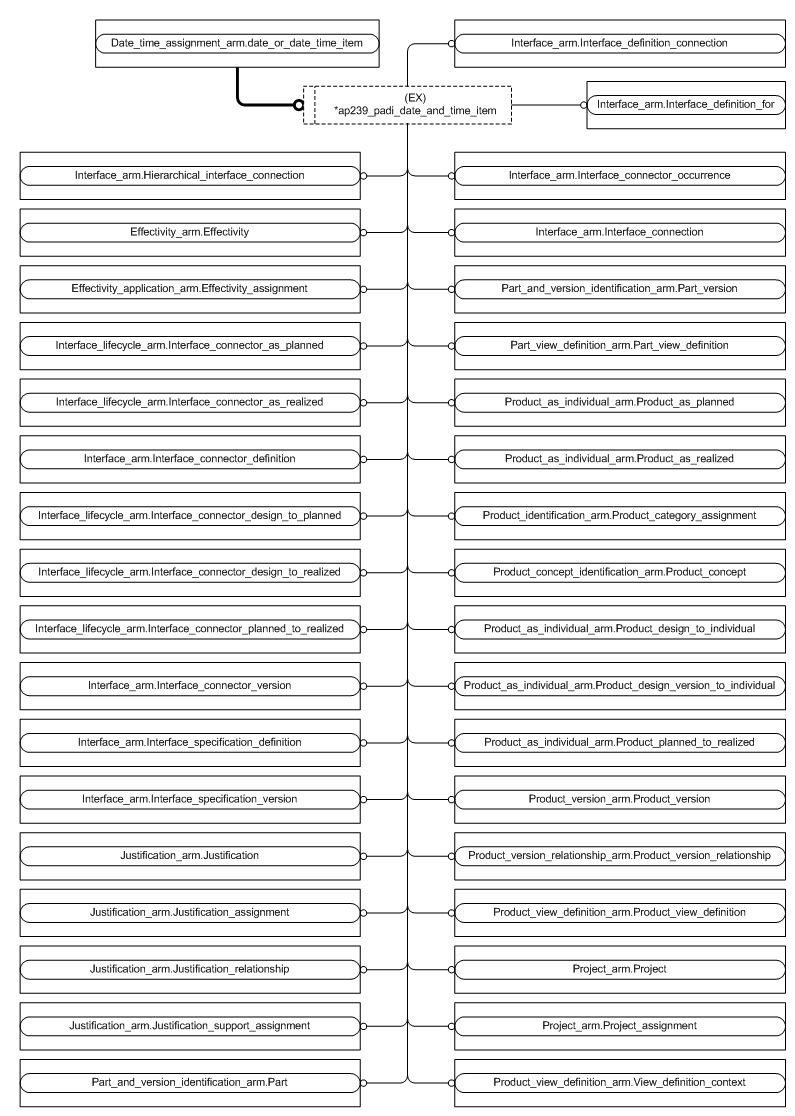 Date_time_assignment_arm.date_or_date_time_item
Interface_arm.Interface_definition_connection
(EX)
*ap239_padi_date_and_time_item
Interface_arm.Interface_definition_for
Interface_arm.Hierarchical_interface_connection
Interface_arm.Interface_connector_occurrence
Effectivity_arm.Effectivity
Interface_arm.Interface_connection
Effectivity_application_arm.Effectivity_assignment
Part_and_version_identification_arm.Part_version
Interface_lifecycle_arm.Interface_connector_as_planned
Part_view_definition_arm.Part_view_definition
Interface_lifecycle_arm.Interface_connector_as_realized
Product_as_individual_arm.Product_as_planned
Interface_arm.Interface_connector_definition
Product_as_individual_arm.Product_as_realized
Interface_lifecycle_arm.Interface_connector_design_to_planned
Product_identification_arm.Product_category_assignment
Interface_lifecycle_arm.Interface_connector_design_to_realized
Product_concept_identification_arm.Product_concept
Interface_lifecycle_arm.Interface_connector_planned_to_realized
Product_as_individual_arm.Product_design_to_individual
Interface_arm.Interface_connector_version
Product_as_individual_arm.Product_design_version_to_individual
Interface_arm.Interface_specification_definition
Product_as_individual_arm.Product_planned_to_realized
Interface_arm.Interface_specification_version
Product_version_arm.Product_version
Justification_arm.Justification
Product_version_relationship_arm.Product_version_relationship
Justification_arm.Justification_assignment
Product_view_definition_arm.Product_view_definition
Justification_arm.Justification_relationship
Project_arm.Project
Justification_arm.Justification_support_assignment
Project_arm.Project_assignment
Part_and_version_identification_arm.Part
Product_view_definition_arm.View_definition_context